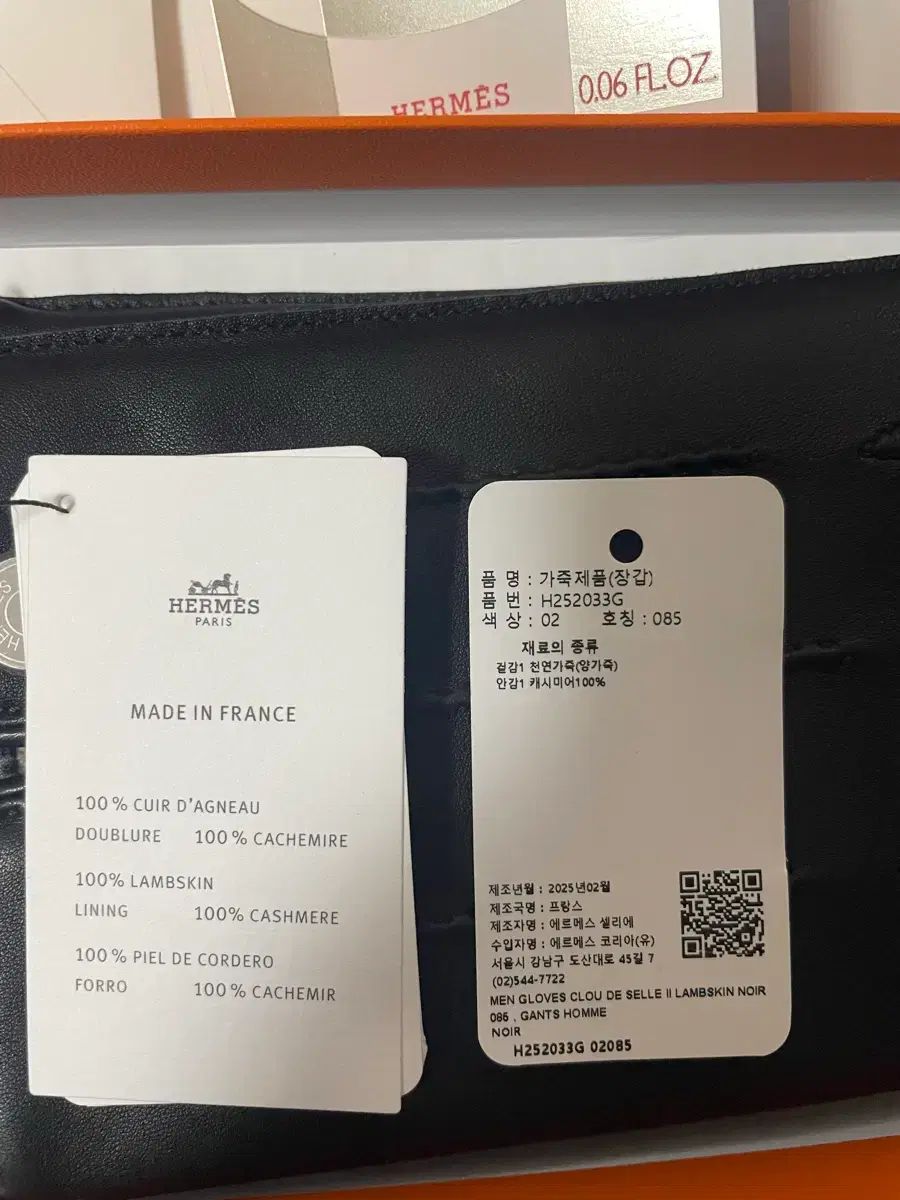 HERMÈS
0.06 FL.OZ.
HERMÈS
PARIS
MADE IN FRANCE
100 % CUIR D'AGNEAU
DOUBLURE 100 % CACHEMIRE
100% LAMBSKIN
LINING 100% CASHMERE
100 % PIEL DE CORDERO
FORRO 100 % CACHEMIR
품 명 : 가죽제품(장갑)
품 번 : H252033G
색 상 : 02 호칭 : 085
재료의 종류
겉감1 천연가죽(양가죽)
안감1 캐시미어100%
제조년월 : 2025년02월
제조국명 : 프랑스
제조자명 : 에르메스 셀리에
수입자명 : 에르메스 코리아(유)
서울시 강남구 도산대로 45길 7
(02)544-7722
MEN GLOVES CLOU DE SELLE II LAMBSKIN NOIR
085 , GANTS HOMME
NOIR
H252033G 02085